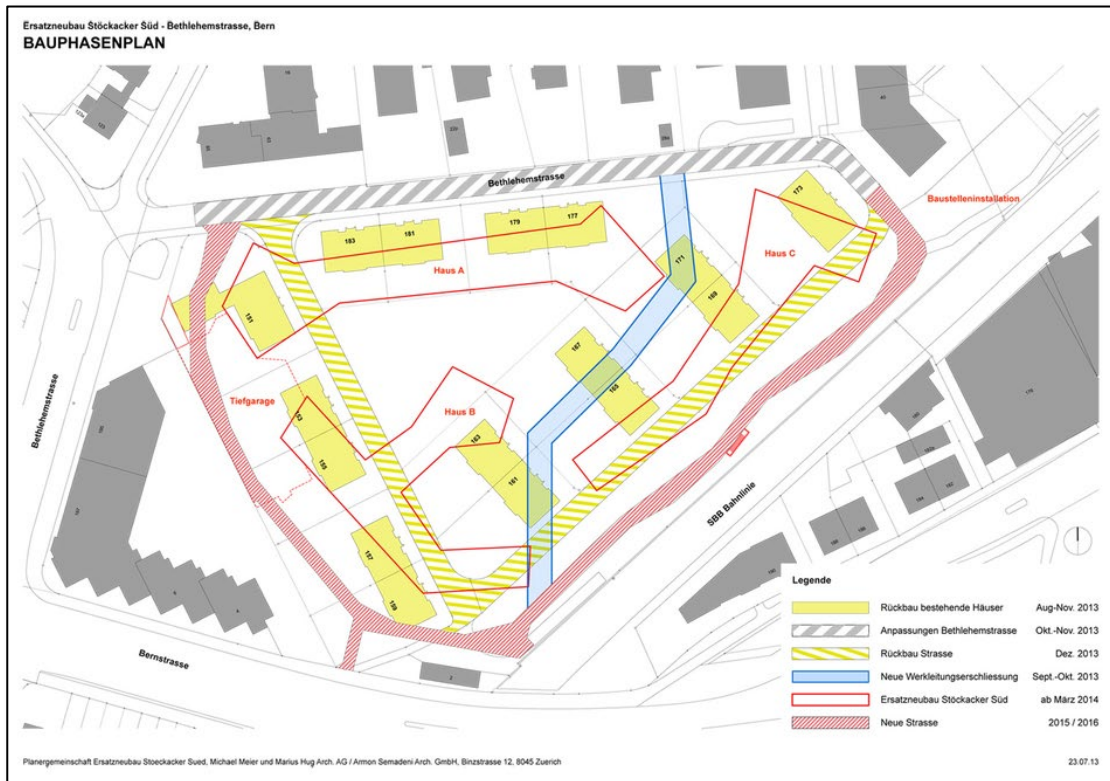 Ersatzneubau Stöckacker Süd - Bethlehemstrasse, Bern
BAUPHASENPLAN
Bethlehemstrasse
173
Baustelleninstallation
183
181
179
177
Haus A
Haus C
171
169
151
167
165
Tiefgarage
153
155
Haus B
163
161
Bethlehemstrasse
157
159
SBB Bahnlinie
Bernstrasse
2
Legende
Rückbau bestehende Häuser Aug-Nov. 2013
Anpassungen Bethlehemstrasse Okt.-Nov. 2013
Rückbau Strasse Dez. 2013
Neue Werkleitungserschliessung Sept.-Okt. 2013
Ersatzneubau Stöckacker Süd ab März 2014
Neue Strasse 2015 / 2016
Planergemeinschaft Ersatzneubau Stoeckacker Sued, Michael Meier und Marius Hug Arch. AG / Armon Semadeni Arch. GmbH, Binzstrasse 12, 8045 Zuerich
23.07.13